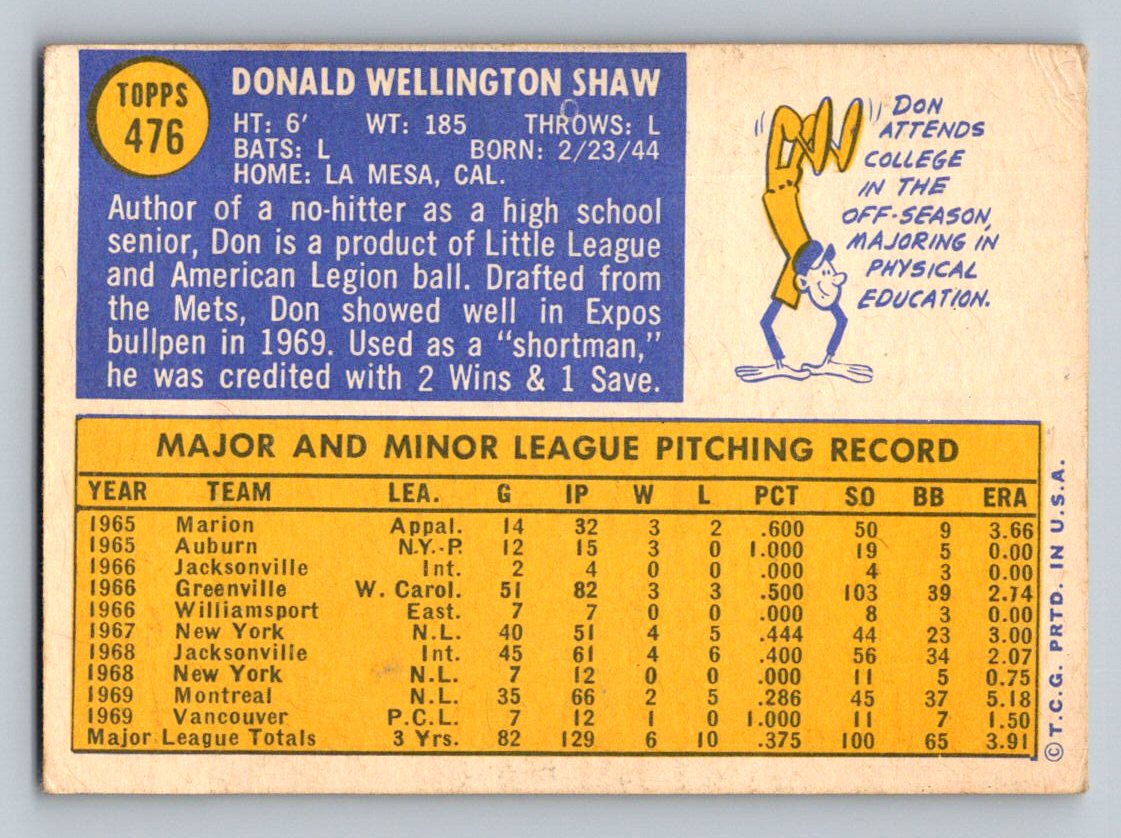 TOPPS
476
DONALD WELLINGTON SHAW
HT: 6' WT: 185 THROWS: L
BATS: L BORN: 2/23/44
HOME: LA MESA, CAL.
Author of a no-hitter as a high school
senior, Don is a product of Little League
and American Legion ball. Drafted from
the Mets, Don showed well in Expos
bullpen in 1969. Used as a "shortman,"
he was credited with 2 Wins & 1 Save.
DON
ATTENDS
COLLEGE
IN THE
OFF-SEASON,
MAJORING IN
PHYSICAL
EDUCATION.
MAJOR AND MINOR LEAGUE PITCHING RECORD
YEAR TEAM LEA. G IP W L PCT SO BB ERA
1965 Marion Appal. 14 32 3 2 .600 50 9 3.66
1965 Auburn N.Y.-P. 12 15 3 0 1.000 19 5 0.00
1966 Jacksonville Int. 2 4 0 0 .000 4 3 0.00
1966 Greenville W. Carol. 51 82 3 3 .500 103 39 2.74
1966 Williamsport East. 7 7 0 0 .000 8 3 0.00
1967 New York N.L. 40 51 4 5 .444 44 23 3.00
1968 Jacksonville Int. 45 61 4 6 .400 56 34 2.07
1968 New York N.L. 7 12 0 0 .000 11 5 0.75
1969 Montreal N.L. 35 66 2 5 .286 45 37 5.18
1969 Vancouver P.C.L. 7 12 1 0 1.000 11 7 1.50
Major League Totals 3 Yrs. 82 129 6 10 .375 100 65 3.91
© T.C.G. PRTD. IN U.S.A.